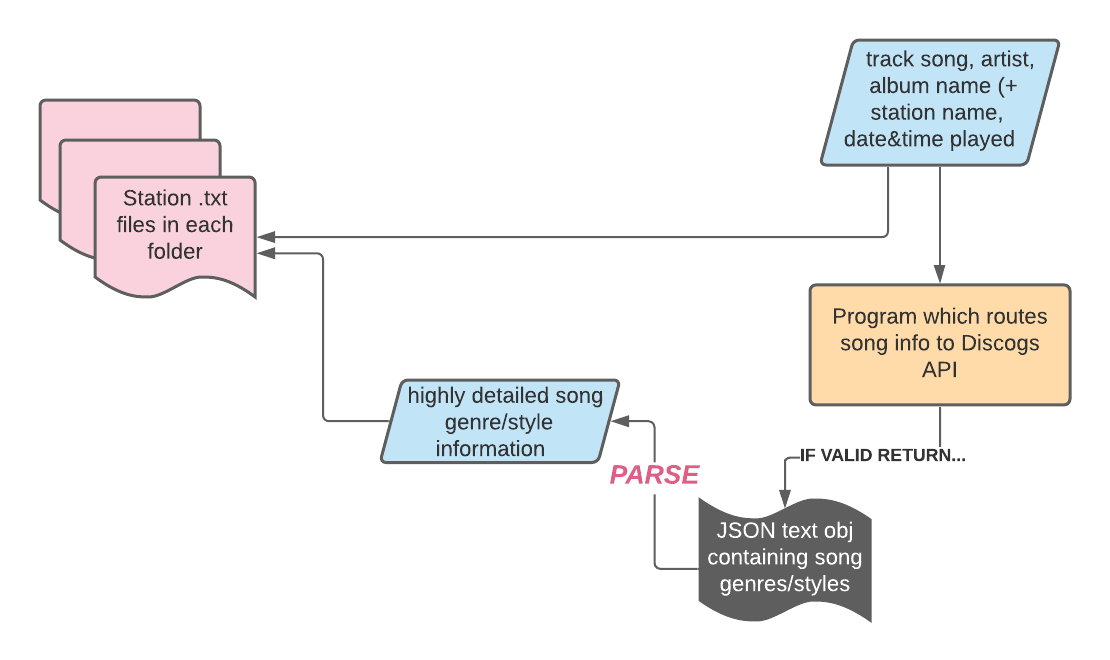 track song, artist,
album name (+
station name,
date&time played
Station .txt
files in each
folder
Program which routes
song info to Discogs
API
highly detailed song
genre/style
information
IF VALID RETURN...
PARSE
JSON text obj
containing song
genres/styles